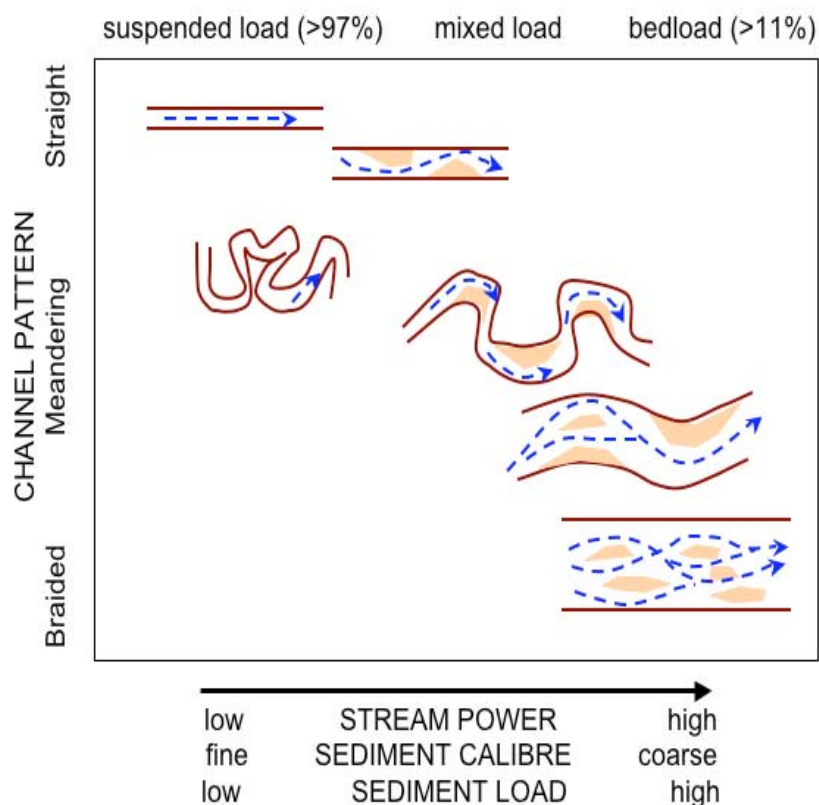 suspended load (>97%) mixed load bedload (>11%)
CHANNEL PATTERN
Straight
Meandering
Braided
low STREAM POWER high
fine SEDIMENT CALIBRE coarse
low SEDIMENT LOAD high